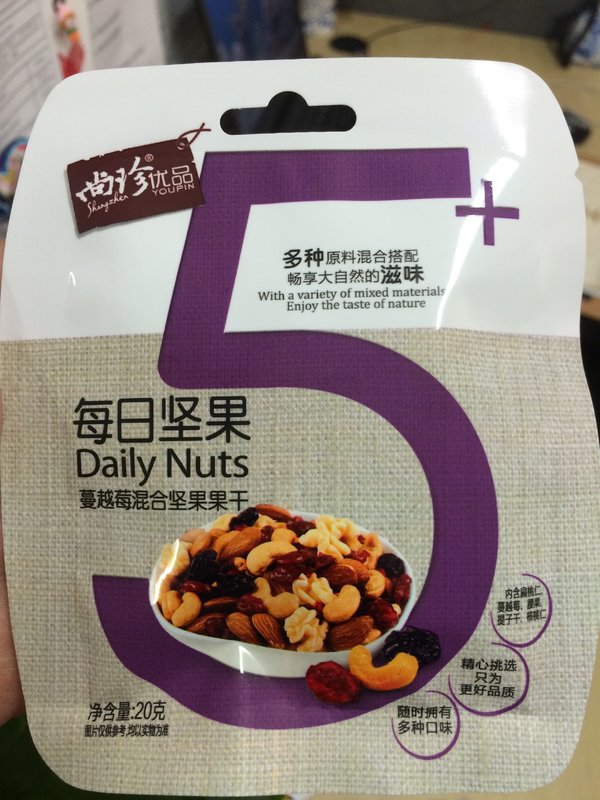 尚珍®优品
Shangzhen YOUPIN
5+
多种原料混合搭配
畅享大自然的滋味
With a variety of mixed materials
Enjoy the taste of nature
每日坚果
Daily Nuts
蔓越莓混合坚果果干
内含扁桃仁、
蔓越莓、腰果、
提子干、核桃仁
精心挑选
只为
更好品质
随时拥有
多种口味
净含量:20克
图片仅供参考,均以实物为准